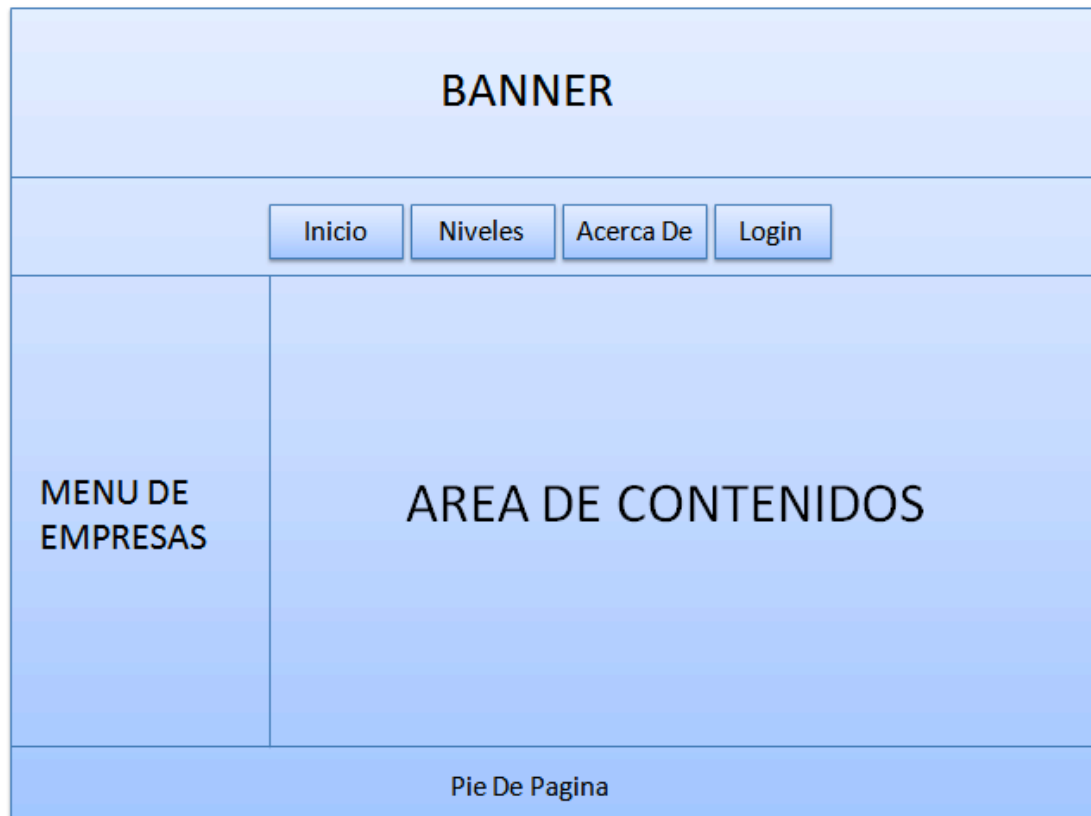 BANNER
Inicio Niveles Acerca De Login
MENU DE
EMPRESAS
AREA DE CONTENIDOS
Pie De Pagina